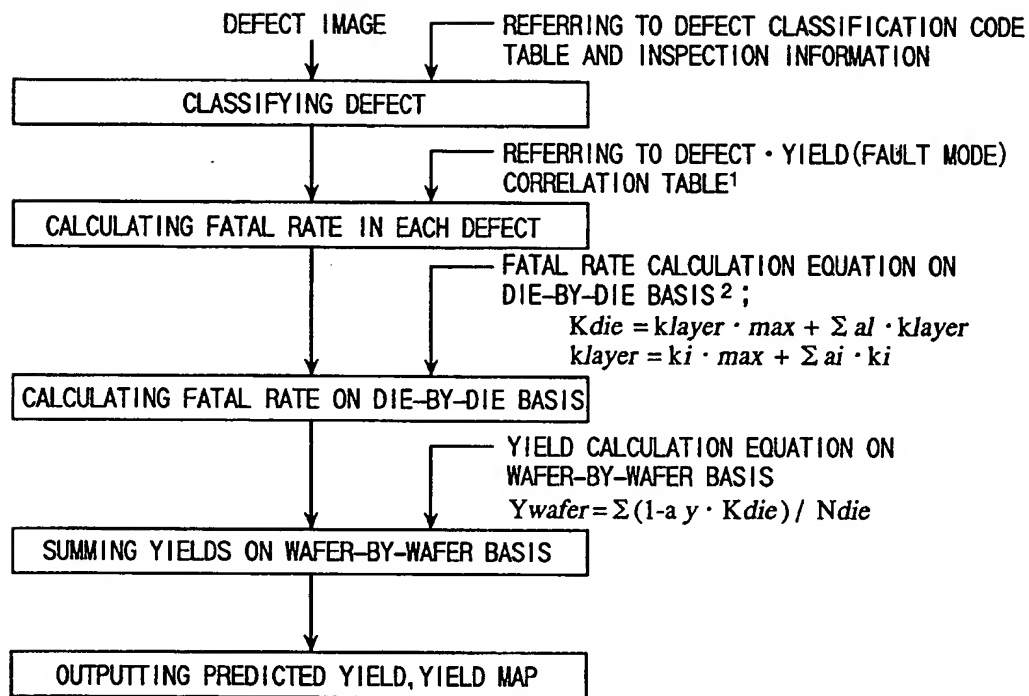 DEFECT IMAGE
REFERRING TO DEFECT CLASSIFICATION CODE
TABLE AND INSPECTION INFORMATION
CLASSIFYING DEFECT
REFERRING TO DEFECT・YIELD(FAULT MODE)
CORRELATION TABLE¹
CALCULATING FATAL RATE IN EACH DEFECT
FATAL RATE CALCULATION EQUATION ON
DIE-BY-DIE BASIS²;
Kdie = klayer・max + Σ al・klayer
klayer = ki・max + Σ ai・ki
CALCULATING FATAL RATE ON DIE-BY-DIE BASIS
YIELD CALCULATION EQUATION ON
WAFER-BY-WAFER BASIS
Ywafer=Σ(1-a y・Kdie)/ Ndie
SUMMING YIELDS ON WAFER-BY-WAFER BASIS
OUTPUTTING PREDICTED YIELD, YIELD MAP